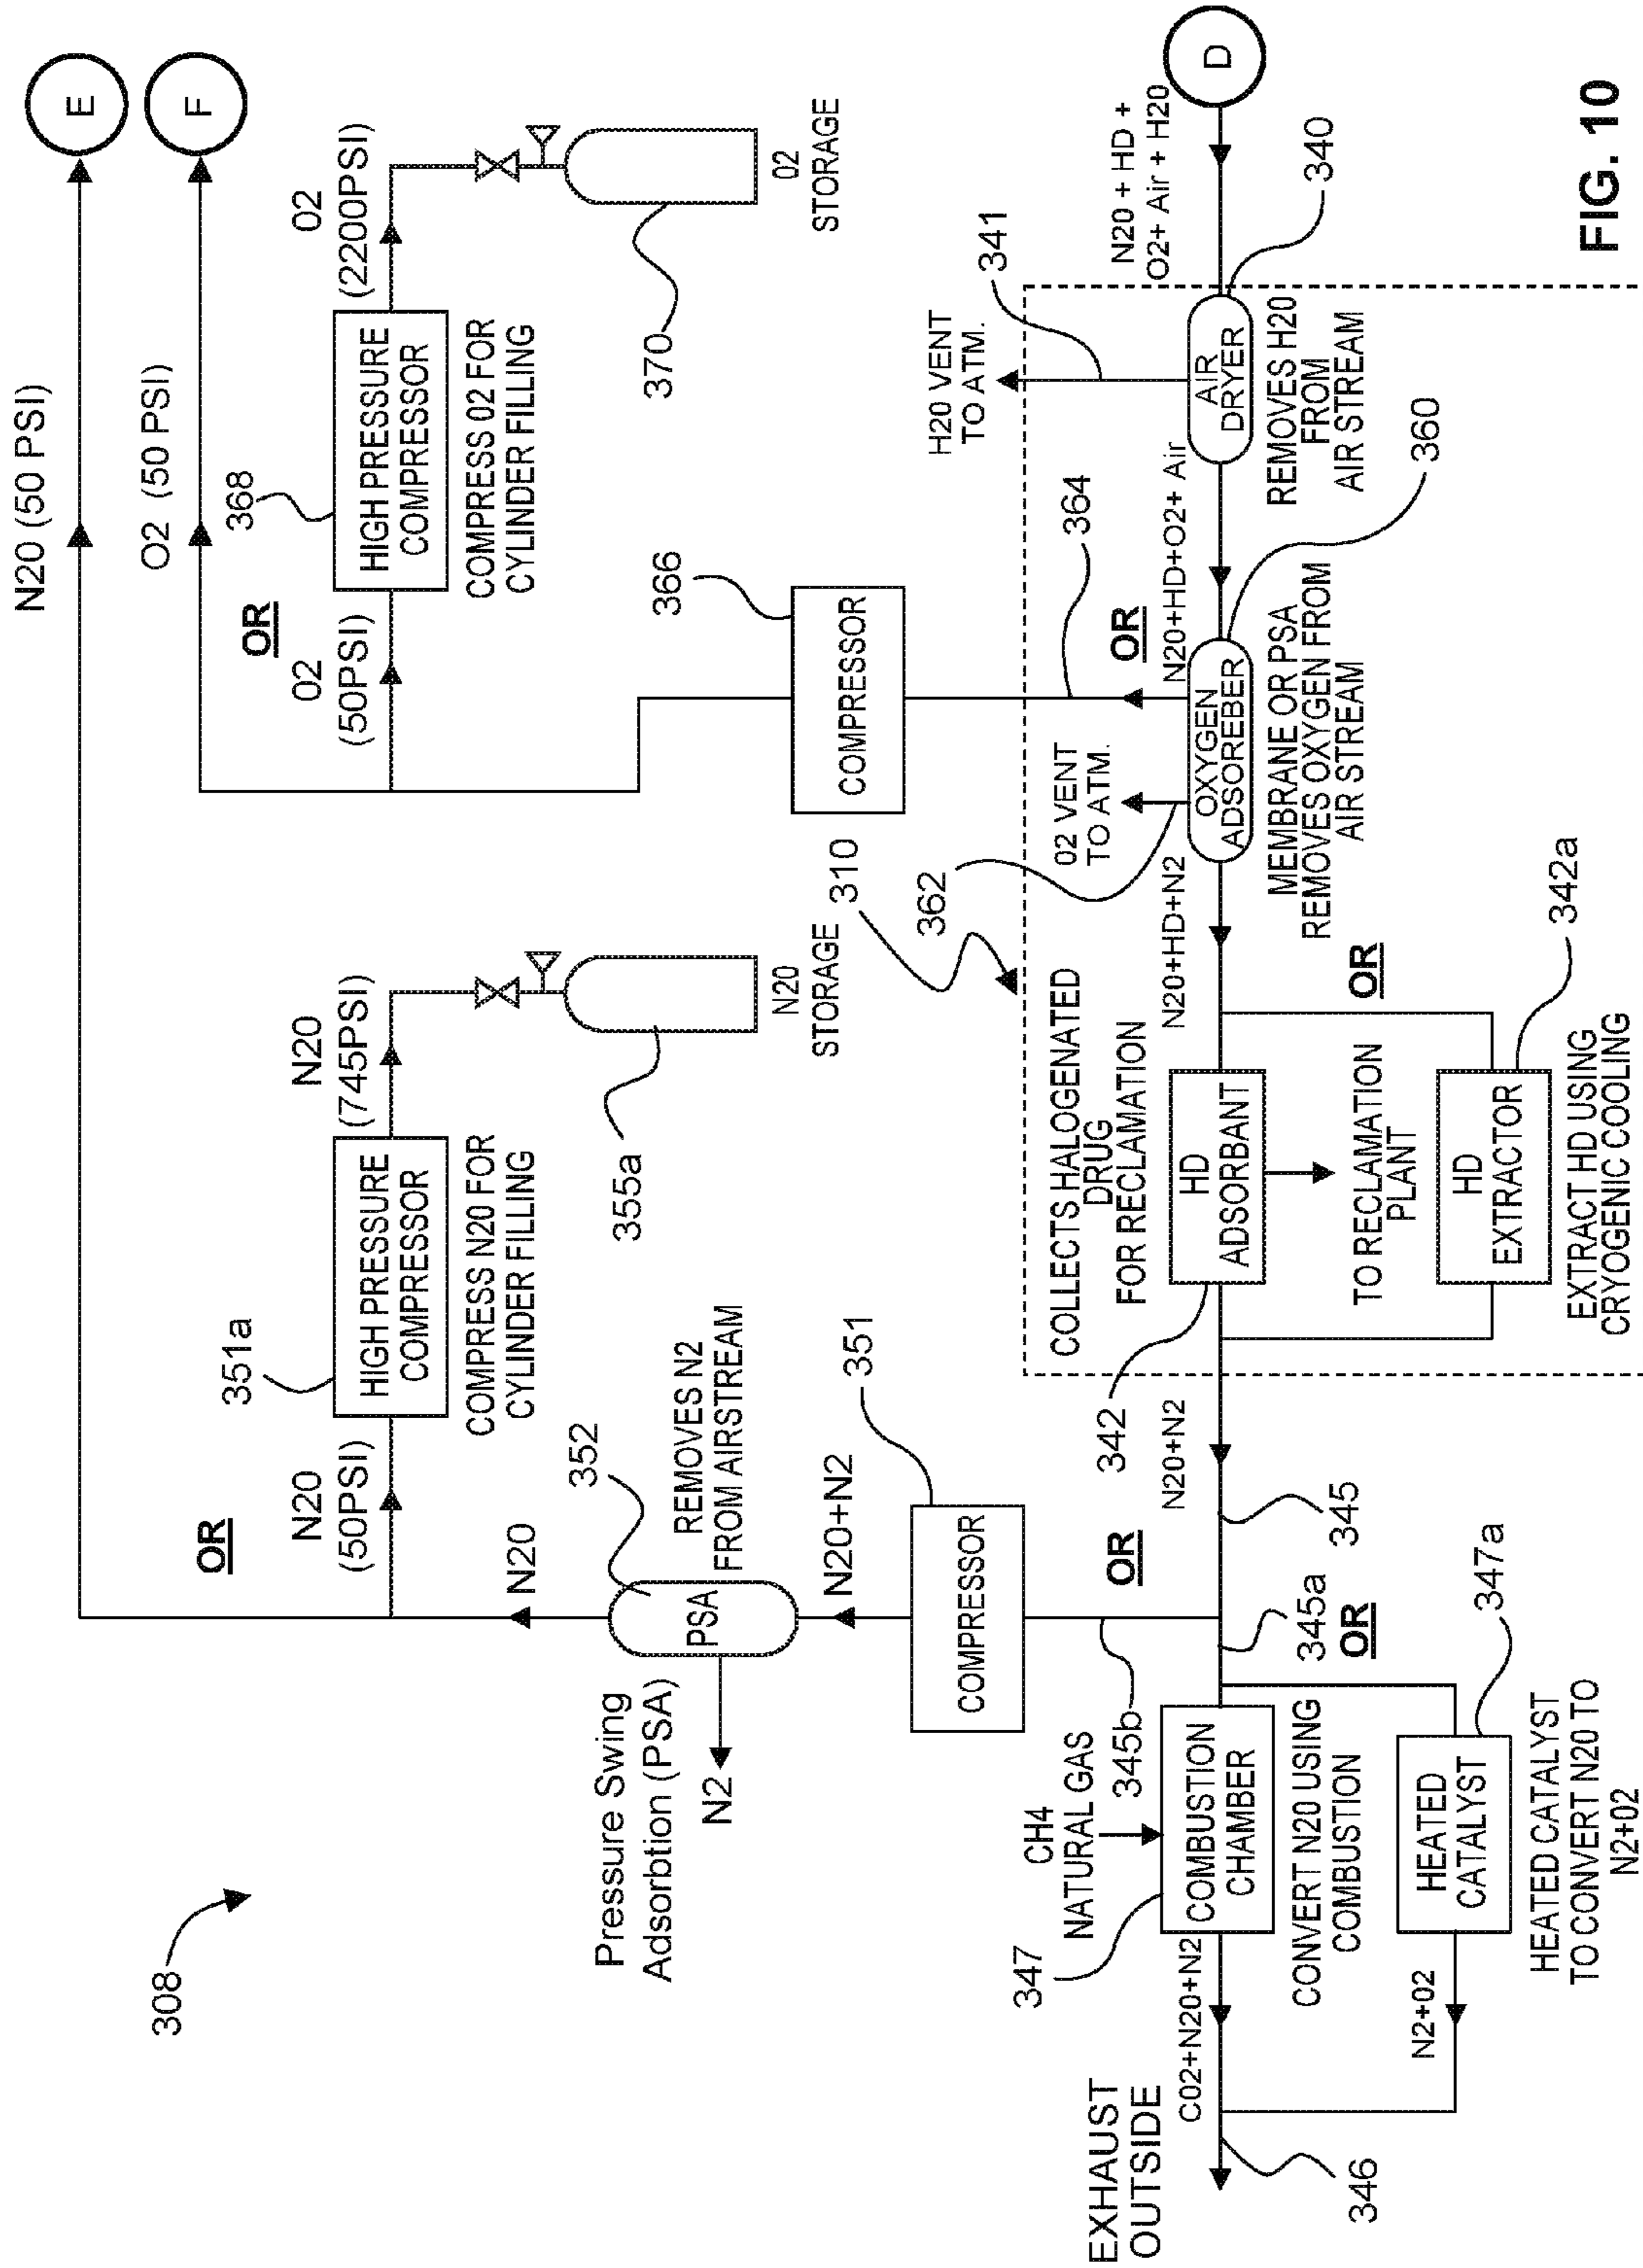 N20 (50 PSI)
E
O2 (50 PSI)
F
OR
N20
(50PSI)
351a
HIGH PRESSURE
COMPRESSOR
COMPRESS N20 FOR
CYLINDER FILLING
N20
(745PSI)
355a
N20
STORAGE
OR
02
(50PSI)
368
HIGH PRESSURE
COMPRESSOR
COMPRESS 02 FOR
CYLINDER FILLING
02
(2200PSI)
370
02
STORAGE
308
N20
352
Pressure Swing
Adsorbtion (PSA)
PSA
N2
REMOVES N2
FROM AIRSTREAM
N20+N2
351
COMPRESSOR
366
COMPRESSOR
310
345b
OR
362
364
OR
02 VENT
TO ATM.
H20 VENT
TO ATM.
341
COLLECTS HALOGENATED
DRUG
FOR RECLAMATION
EXHAUST
OUTSIDE
346
C02+N20+N2
347
CH4
NATURAL GAS
COMBUSTION
CHAMBER
CONVERT N20 USING
COMBUSTION
345a
OR
345
N20+N2
342
HD
ADSORBANT
TO RECLAMATION
PLANT
N20+HD+N2
OR
OXYGEN
ADSOREBER
MEMBRANE OR PSA
REMOVES OXYGEN FROM
AIR STREAM
N20+HD+O2+ Air
360
AIR
DRYER
REMOVES H20
FROM
AIR STREAM
340
N20 + HD +
O2+ Air + H20
D
N2+02
HEATED
CATALYST
347a
HEATED CATALYST
TO CONVERT N20 TO
N2+02
HD
EXTRACTOR
342a
EXTRACT HD USING
CRYOGENIC COOLING
FIG. 10